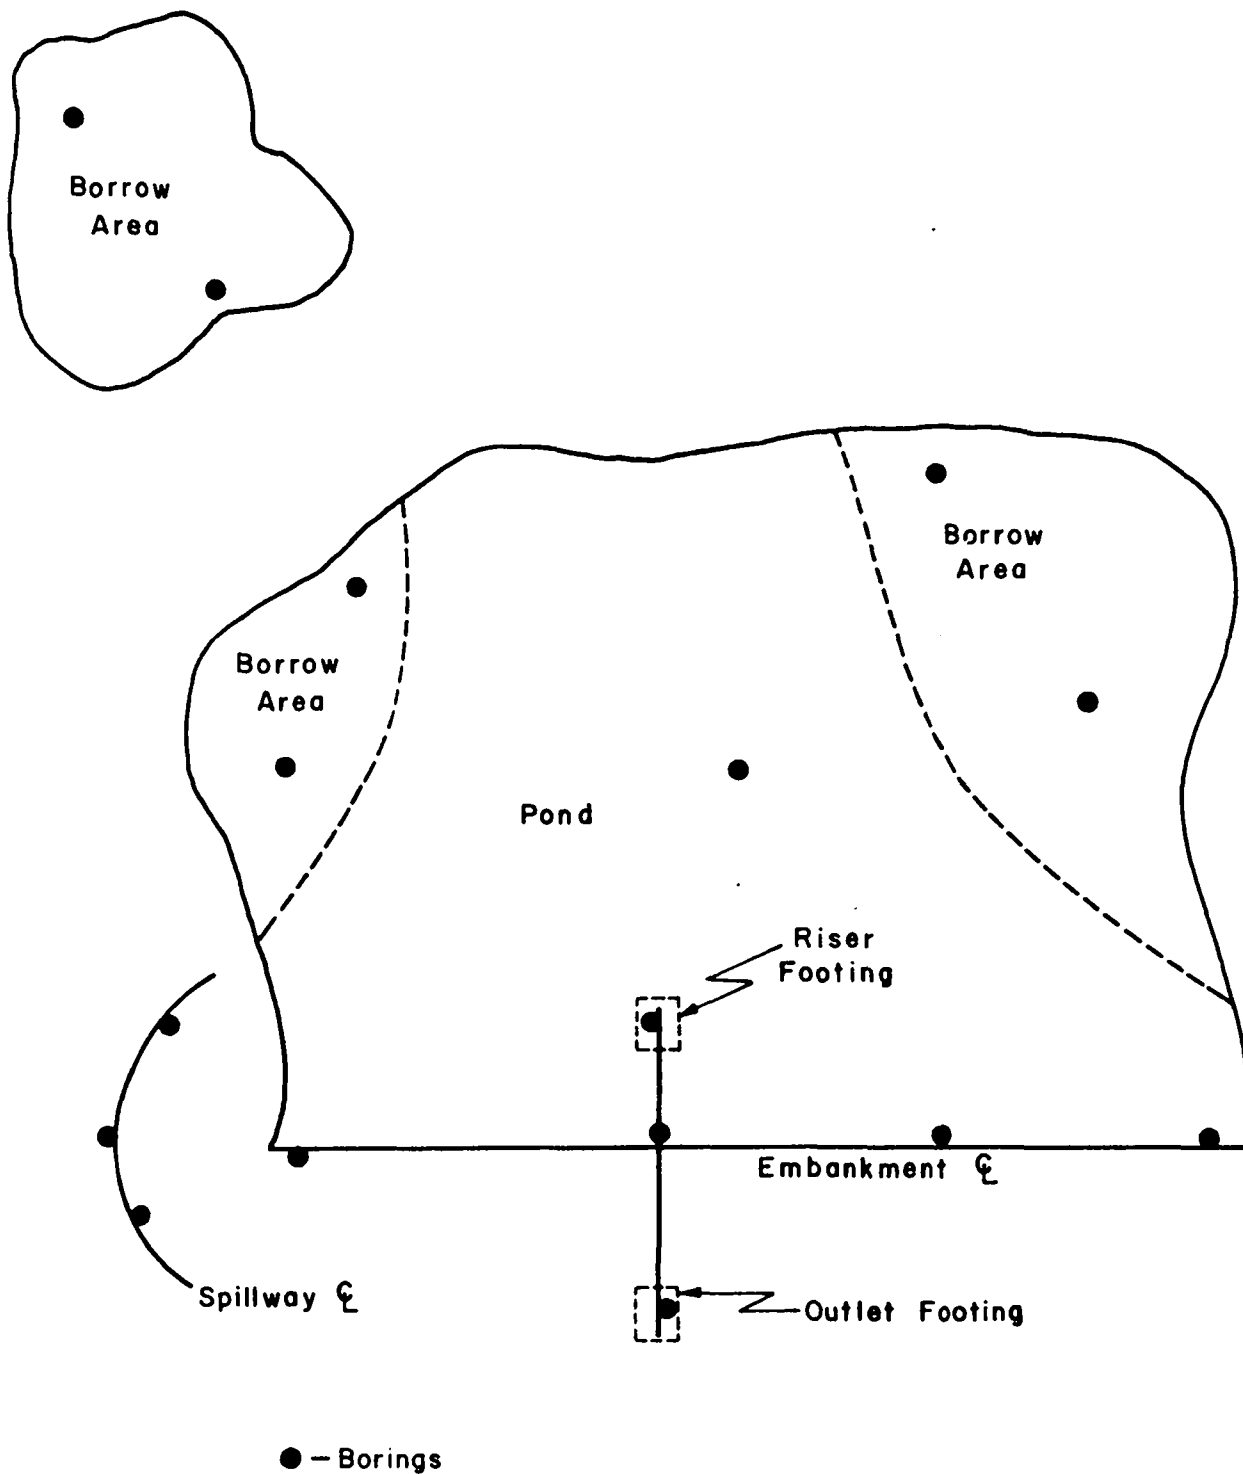 Borrow
Area
Borrow
Area
Borrow
Area
Pond
Riser
Footing
Embankment ℄
Spillway ℄
Outlet Footing
– Borings